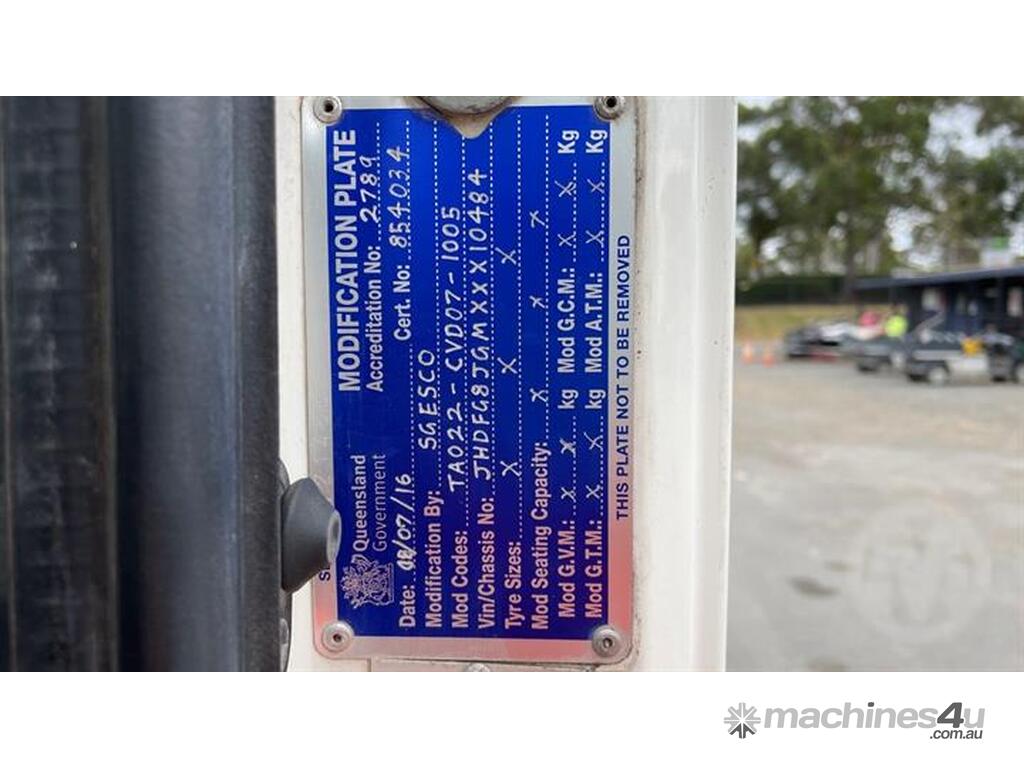 MODIFICATION PLATE
Queensland
Government
Accreditation No: 2789
Date: /07/16 Cert. No: 854034
Modification By: SGESCO
Mod Codes: TA022-CVD07-1005
Vin/Chassis No: JHDFG8JGMXXX10484
Tyre Sizes: X X X
Mod Seating Capacity: X X X
Mod G.V.M.: X X kg Mod G.C.M.: X X Kg
Mod G.T.M.: X X kg Mod A.T.M.: X X Kg
THIS PLATE NOT TO BE REMOVED
machines4u
.com.au